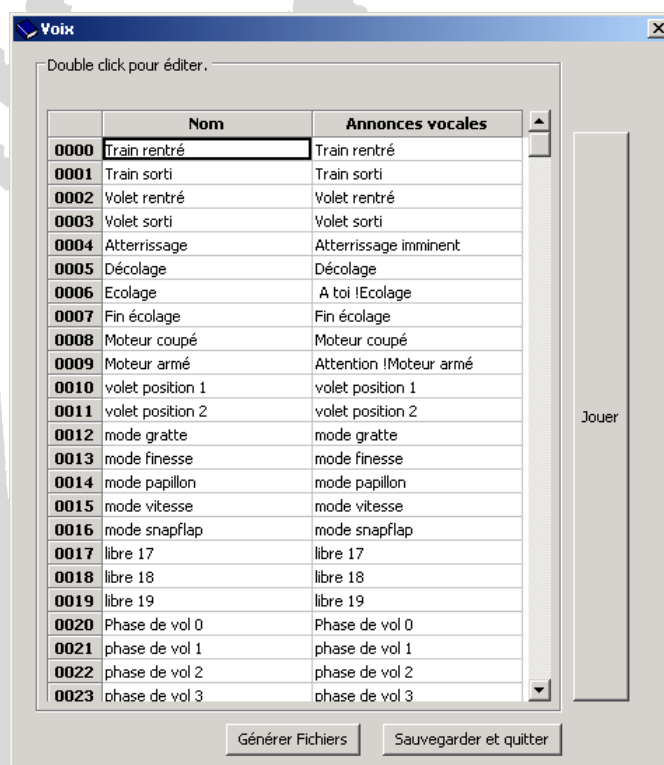 Voix
Double click pour éditer.
Nom Annonces vocales
0000 Train rentré Train rentré
0001 Train sorti Train sorti
0002 Volet rentré Volet rentré
0003 Volet sorti Volet sorti
0004 Atterrissage Atterrissage imminent
0005 Décolage Décolage
0006 Ecolage A toi !Ecolage
0007 Fin écolage Fin écolage
0008 Moteur coupé Moteur coupé
0009 Moteur armé Attention !Moteur armé
0010 volet position 1 volet position 1
0011 volet position 2 volet position 2
0012 mode gratte mode gratte
0013 mode finesse mode finesse
0014 mode papillon mode papillon
0015 mode vitesse mode vitesse
0016 mode snapflap mode snapflap
0017 libre 17 libre 17
0018 libre 18 libre 18
0019 libre 19 libre 19
0020 Phase de vol 0 Phase de vol 0
0021 phase de vol 1 phase de vol 1
0022 phase de vol 2 phase de vol 2
0023 phase de vol 3 phase de vol 3
Jouer
Générer Fichiers Sauvegarder et quitter